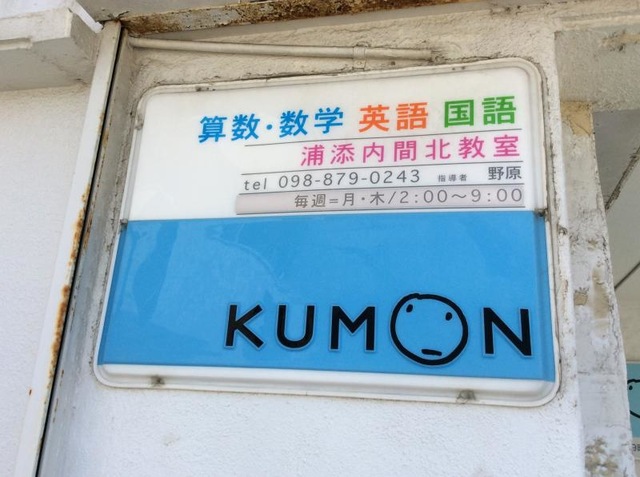 算数・数学 英語 国語
浦添内間北教室
tel 098-879-0243 指導者 野原
毎週=月・木/2:00〜9:00
KUMON